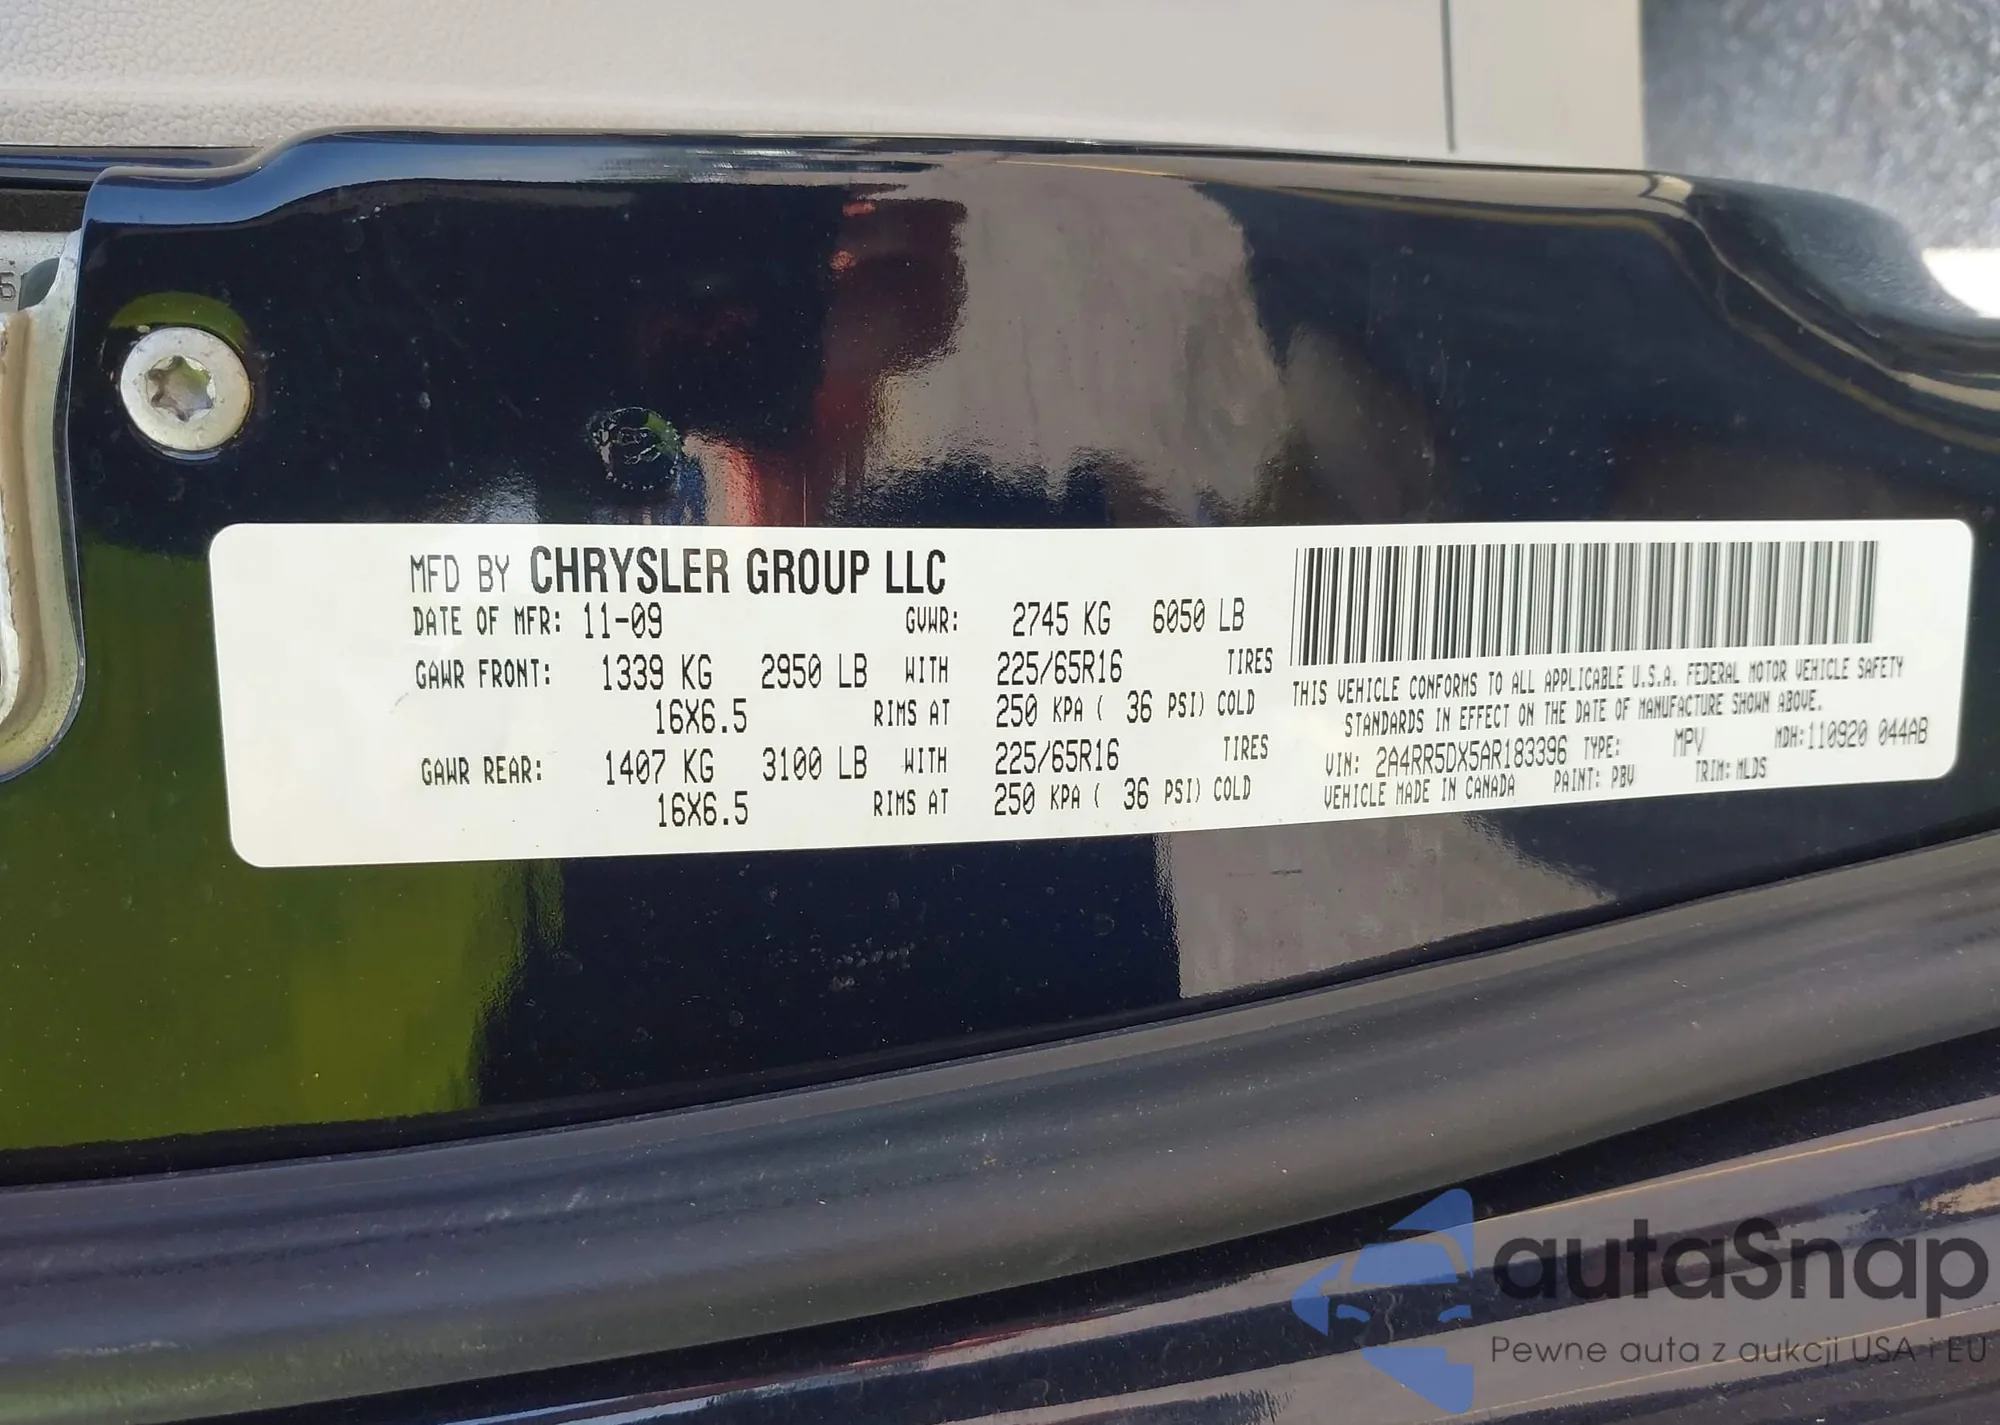 MFD BY CHRYSLER GROUP LLC
DATE OF MFR: 11-09 GVWR: 2745 KG 6050 LB
GAWR FRONT: 1339 KG 2950 LB WITH 225/65R16 TIRES
16X6.5 RIMS AT 250 KPA ( 36 PSI) COLD
GAWR REAR: 1407 KG 3100 LB WITH 225/65R16 TIRES
16X6.5 RIMS AT 250 KPA ( 36 PSI) COLD
THIS VEHICLE CONFORMS TO ALL APPLICABLE U.S.A. FEDERAL MOTOR VEHICLE SAFETY
STANDARDS IN EFFECT ON THE DATE OF MANUFACTURE SHOWN ABOVE.
VIN: 2A4RR5DX5AR183396 TYPE: MPV MDH:110920 044AB
VEHICLE MADE IN CANADA PAINT: PBV TRIM: MLDS
6
autaSnap
Pewne auta z aukcji USA i EU